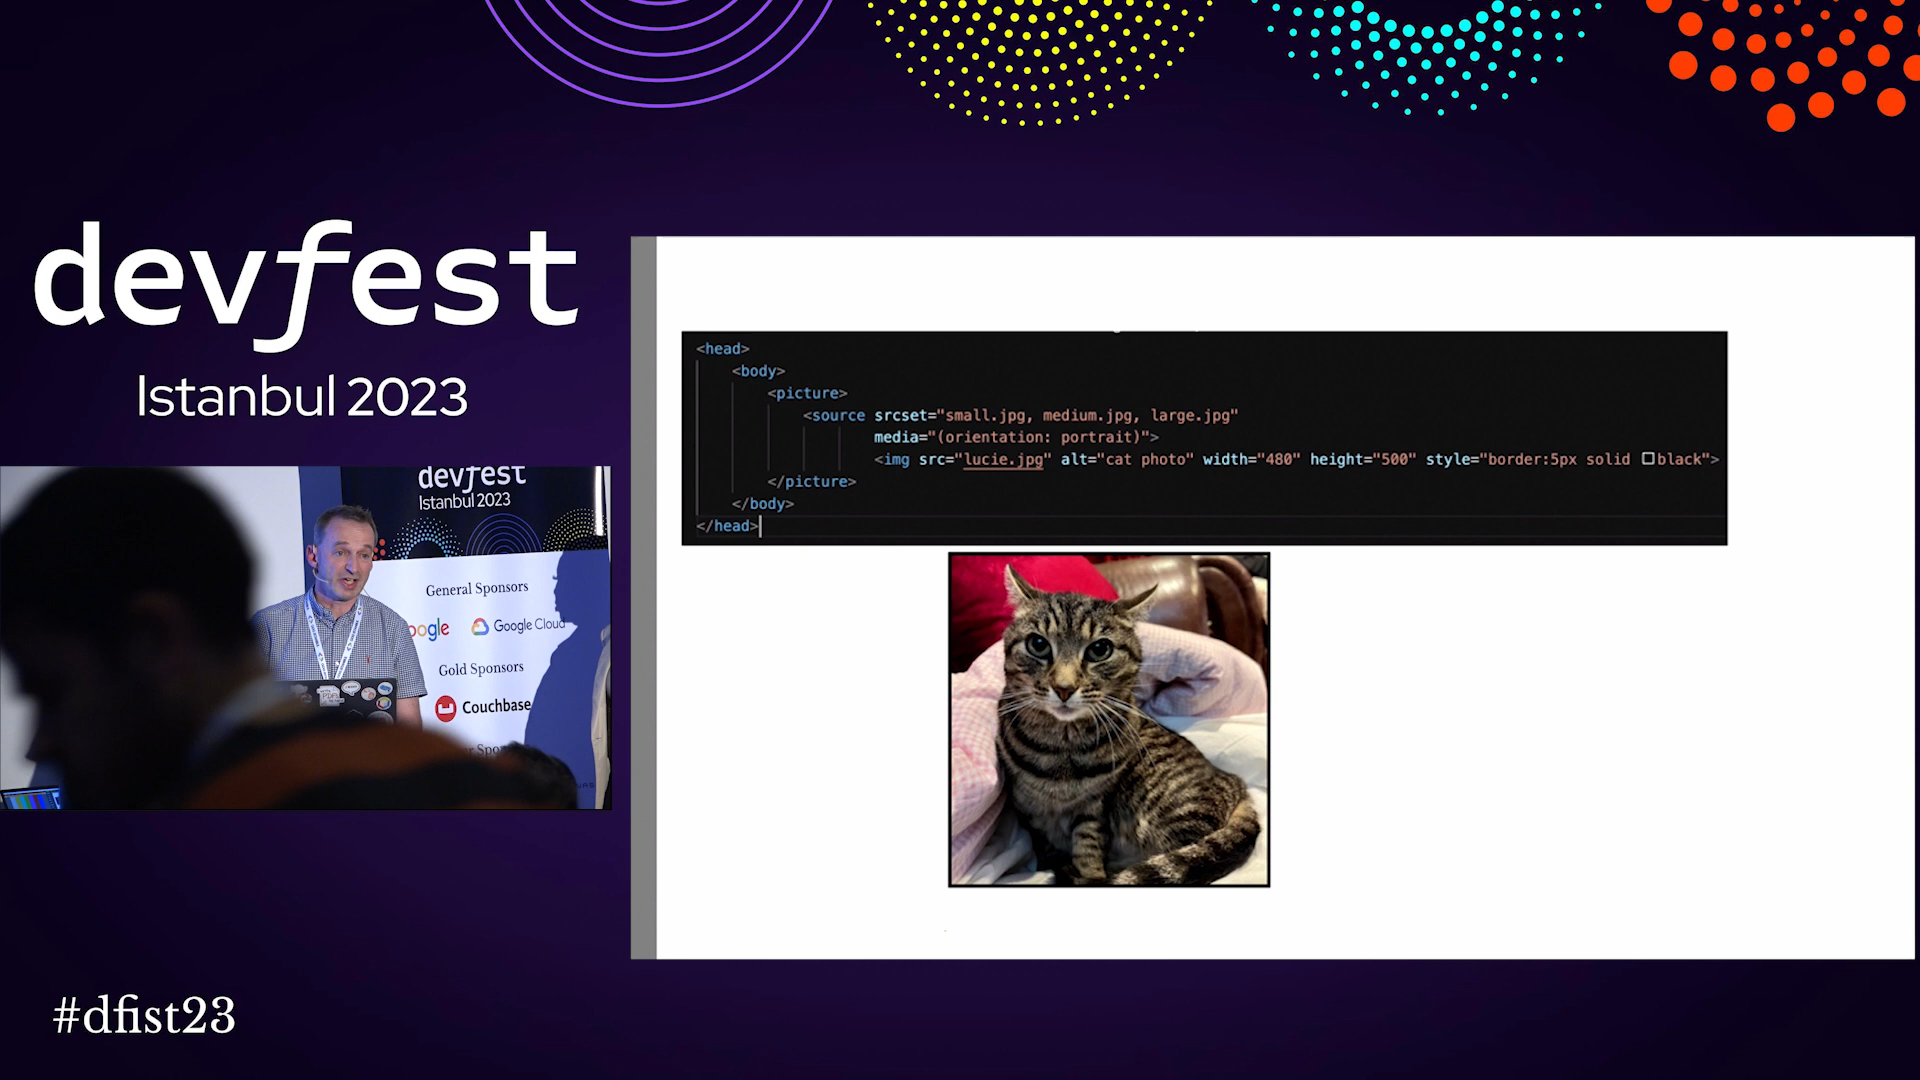 devfest
Istanbul 2023
<head>
<body>
<picture>
<source srcset="small.jpg, medium.jpg, large.jpg"
media="(orientation: portrait)">
<img src="lucie.jpg" alt="cat photo" width="480" height="500" style="border:5px solid black">
</picture>
</body>
</head>
devfest
Istanbul 2023
General Sponsors
Google Cloud
Gold Sponsors
Couchbase
#dfist23